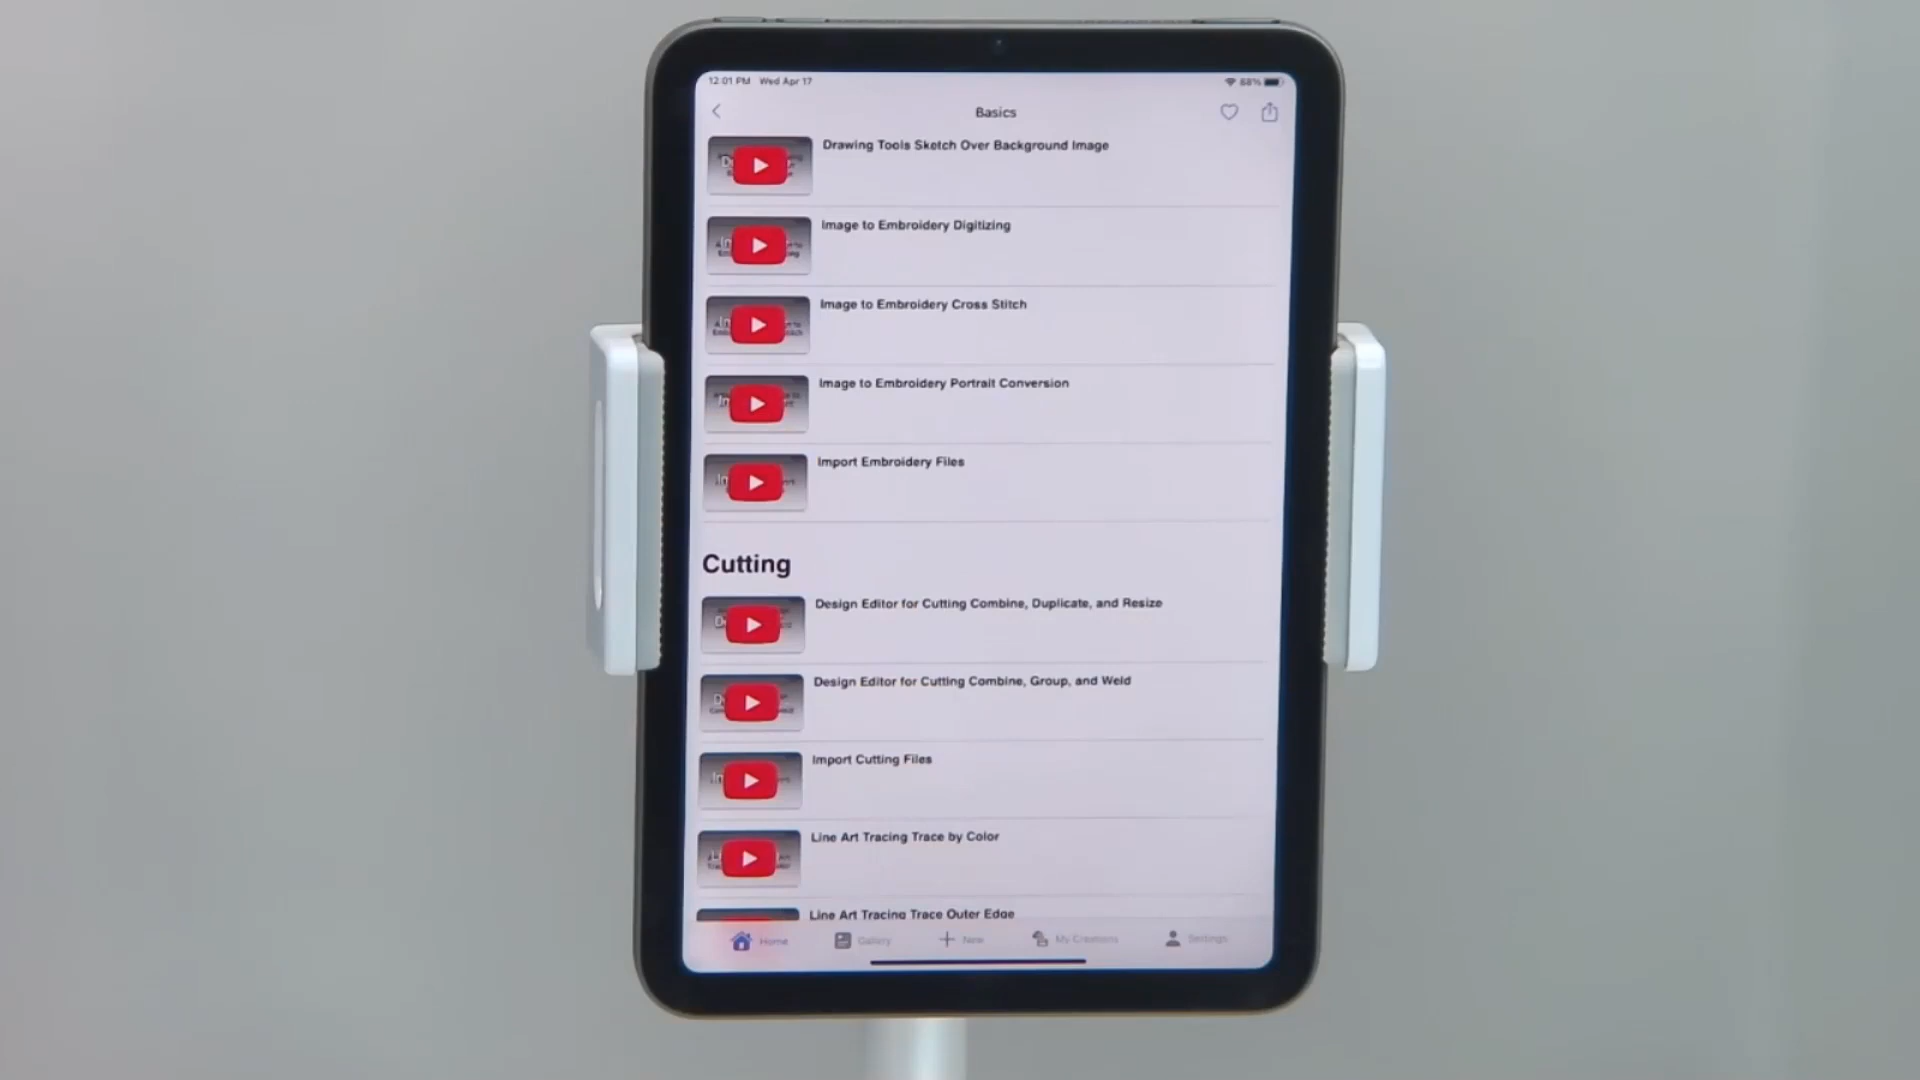 12:01 PM Wed Apr 17
88%
Basics
Drawing Tools Sketch Over Background Image
Image to Embroidery Digitizing
Image to Embroidery Cross Stitch
Image to Embroidery Portrait Conversion
Import Embroidery Files
Cutting
Design Editor for Cutting Combine, Duplicate, and Resize
Design Editor for Cutting Combine, Group, and Weld
Import Cutting Files
Line Art Tracing Trace by Color
Line Art Tracing Trace Outer Edge
Home Gallery New My Creations Settings